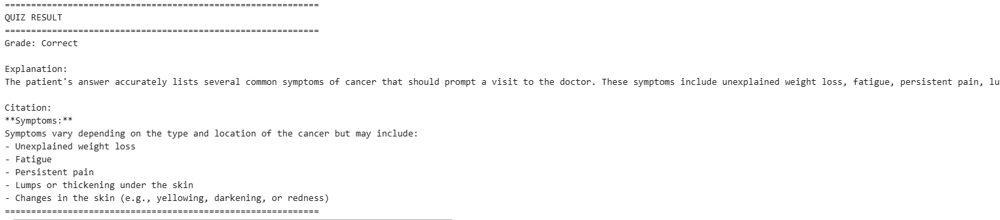 ============================================================
QUIZ RESULT
============================================================
Grade: Correct
Explanation:
The patient's answer accurately lists several common symptoms of cancer that should prompt a visit to the doctor. These symptoms include unexplained weight loss, fatigue, persistent pain, lu
Citation:
**Symptoms:**
Symptoms vary depending on the type and location of the cancer but may include:
- Unexplained weight loss
- Fatigue
- Persistent pain
- Lumps or thickening under the skin
- Changes in the skin (e.g., yellowing, darkening, or redness)
============================================================